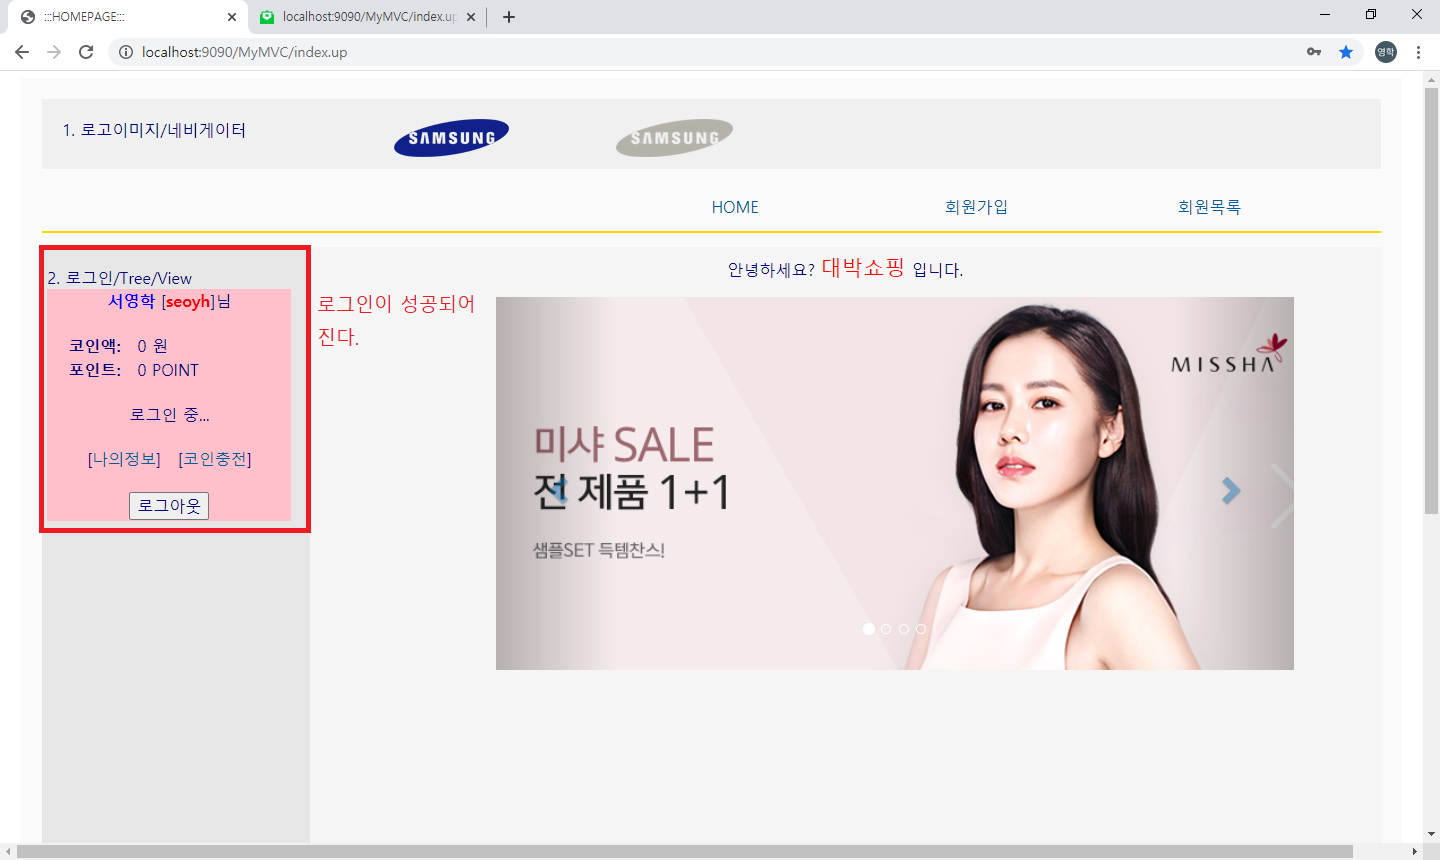 :::HOMEPAGE:::
localhost:9090/MyMVC/index.up
localhost:9090/MyMVC/index.up
영학
1. 로고이미지/네비게이터
SAMSUNG
SAMSUNG
HOME 회원가입 회원목록
2. 로그인/Tree/View
서영학 [seoyh]님
코인액: 0 원
포인트: 0 POINT
로그인 중...
[나의정보] [코인충전]
로그아웃
로그인이 성공되어
진다.
안녕하세요? 대박쇼핑 입니다.
MISSHA
미샤 SALE
전 제품 1+1
샘플SET 득템찬스!